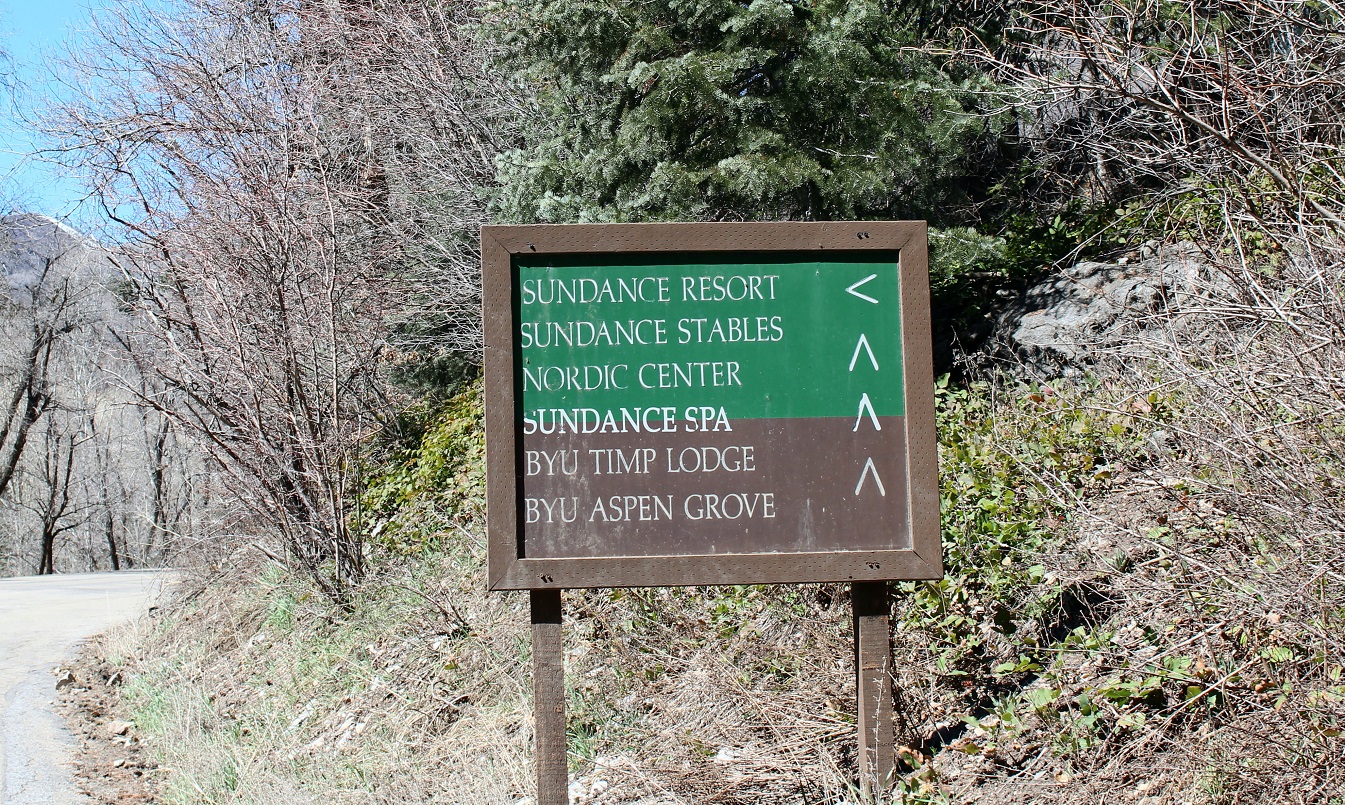 SUNDANCE RESORT <
SUNDANCE STABLES
NORDIC CENTER
SUNDANCE SPA
BYU TIMP LODGE
BYU ASPEN GROVE